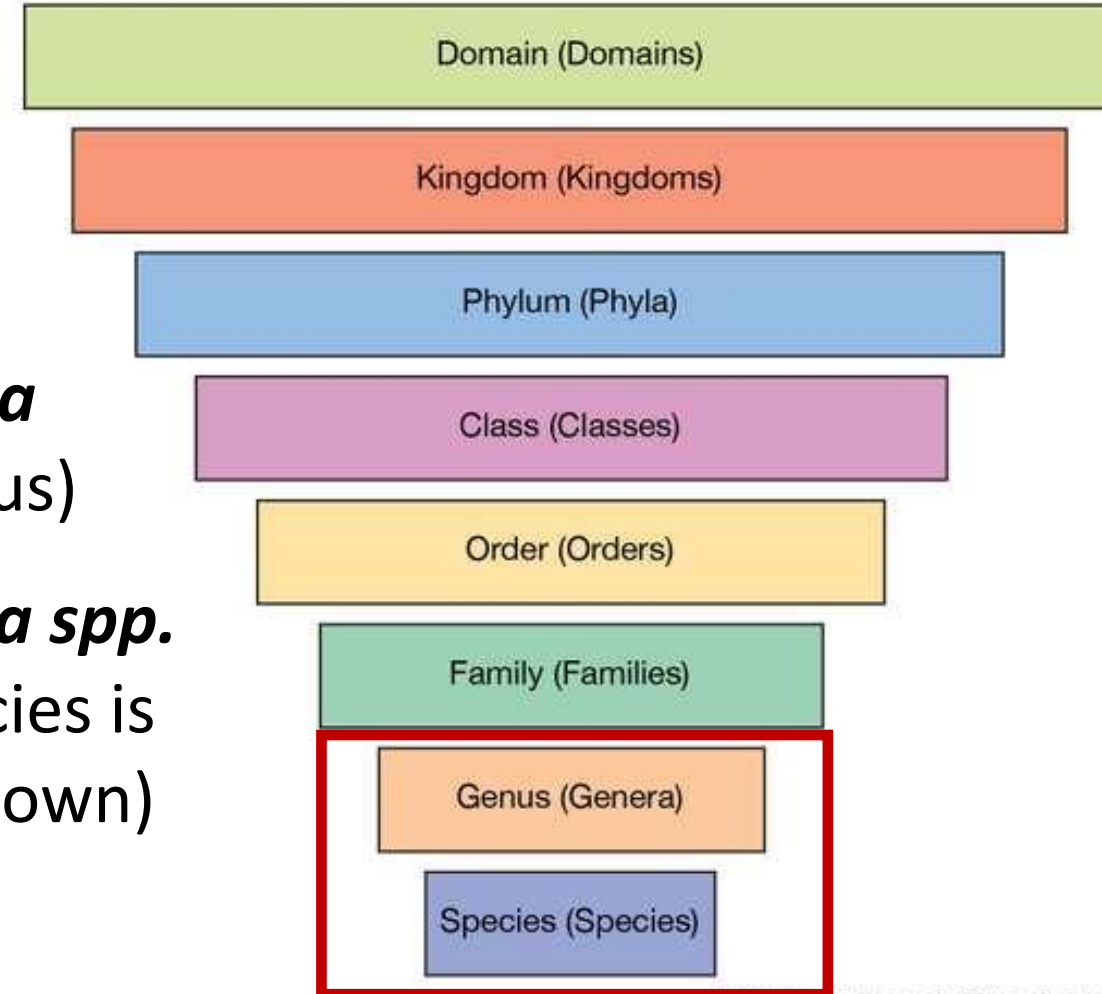 Domain (Domains)
Kingdom (Kingdoms)
Phylum (Phyla)
Class (Classes)
Order (Orders)
Family (Families)
Genus (Genera)
Species (Species)
a
us)
a spp.
cies is
own)